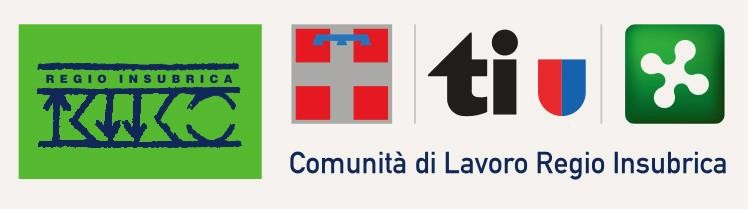 REGIO INSUBRICA
ti
Comunità di Lavoro Regio Insubrica